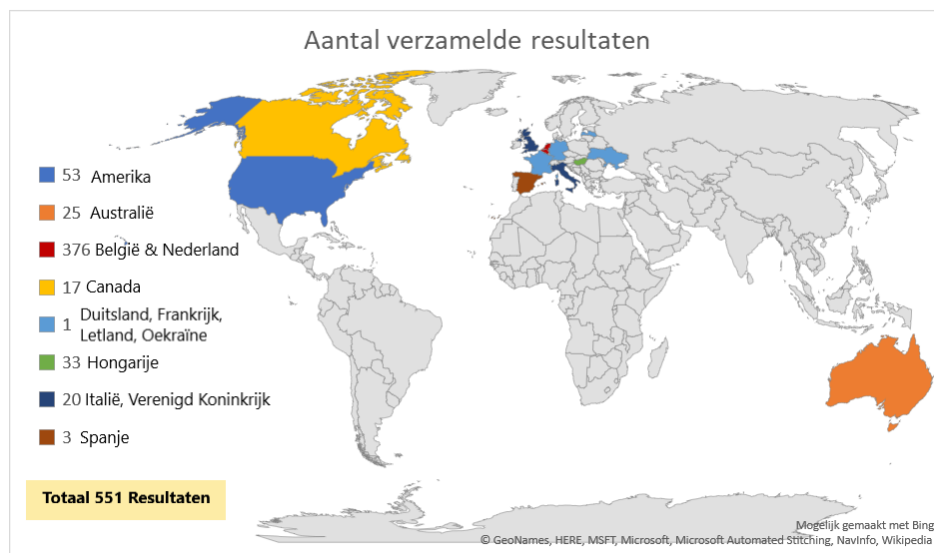 Aantal verzamelde resultaten
53 Amerika
25 Australië
376 België & Nederland
17 Canada
1 Duitsland, Frankrijk,
Letland, Oekraïne
33 Hongarije
20 Italië, Verenigd Koninkrijk
3 Spanje
Totaal 551 Resultaten
Mogelijk gemaakt met Bing
© GeoNames, HERE, MSFT, Microsoft, Microsoft Automated Stitching, NavInfo, Wikipedia